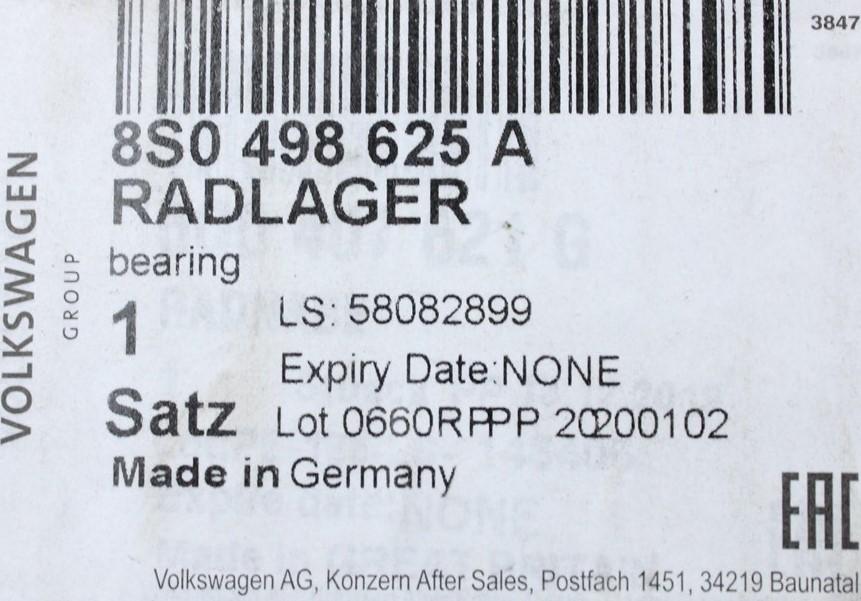 3847
8S0 498 625 A
RADLAGER
bearing
VOLKSWAGEN
GROUP
1
LS: 58082899
Expiry Date:NONE
Satz
Lot 0660RPPPP 20200102
Made in Germany
EAC
Volkswagen AG, Konzern After Sales, Postfach 1451, 34219 Baunatal